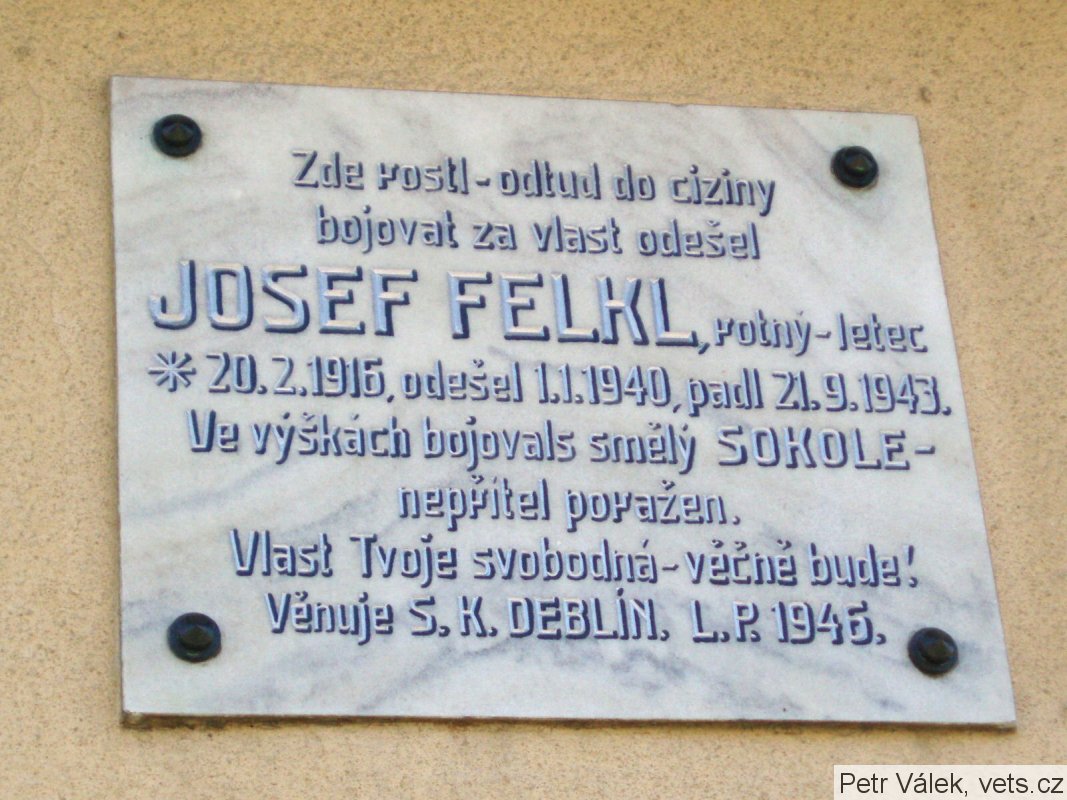 Zde rostl-odtud do ciziny
bojovat za vlast odešel
JOSEF FELKL, rotný-letec
* 20.2.1916, odešel 1.1.1940, padl 21.9.1943.
Ve výškách bojovals smělý SOKOLE-
nepřítel poražen.
Vlast Tvoje svobodná-věčně bude!
Věnuje S.K. DEBLÍN. L.P. 1946.
Petr Válek, vets.cz